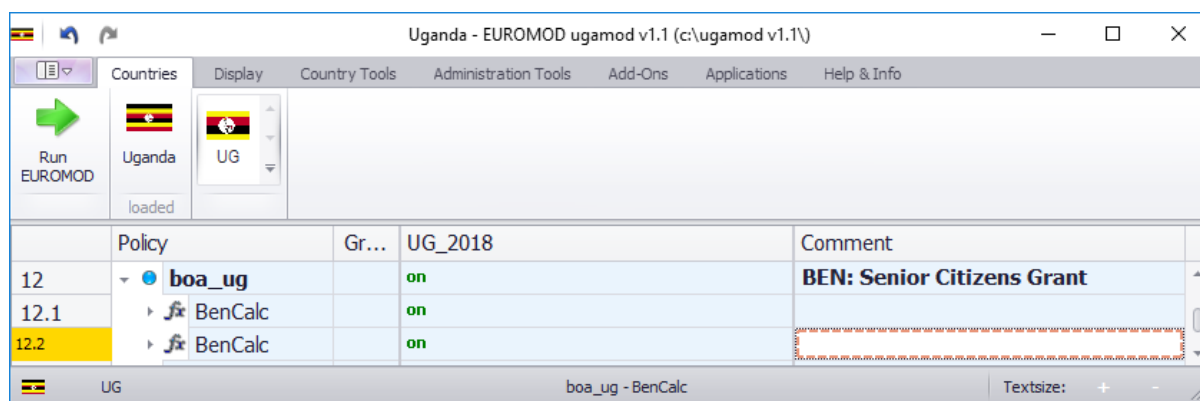 Uganda - EUROMOD ugamod v1.1 (c:\ugamod v1.1\)
Countries Display Country Tools Administration Tools Add-Ons Applications Help & Info
Run EUROMOD
Uganda
UG
loaded
Policy Gr... UG_2018 Comment
12 boa_ug on BEN: Senior Citizens Grant
12.1 fx BenCalc on
12.2 fx BenCalc on
UG boa_ug - BenCalc Textsize: + -